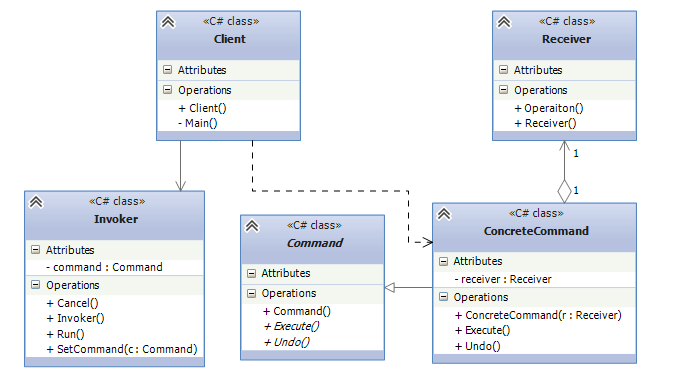 «C# class»
Client
Attributes
Operations
+ Client()
- Main()
«C# class»
Receiver
Attributes
Operations
+ Operaiton()
+ Receiver()
1
1
«C# class»
Invoker
Attributes
- command : Command
Operations
+ Cancel()
+ Invoker()
+ Run()
+ SetCommand(c : Command)
«C# class»
Command
Attributes
Operations
+ Command()
+ Execute()
+ Undo()
«C# class»
ConcreteCommand
Attributes
- receiver : Receiver
Operations
+ ConcreteCommand(r : Receiver)
+ Execute()
+ Undo()